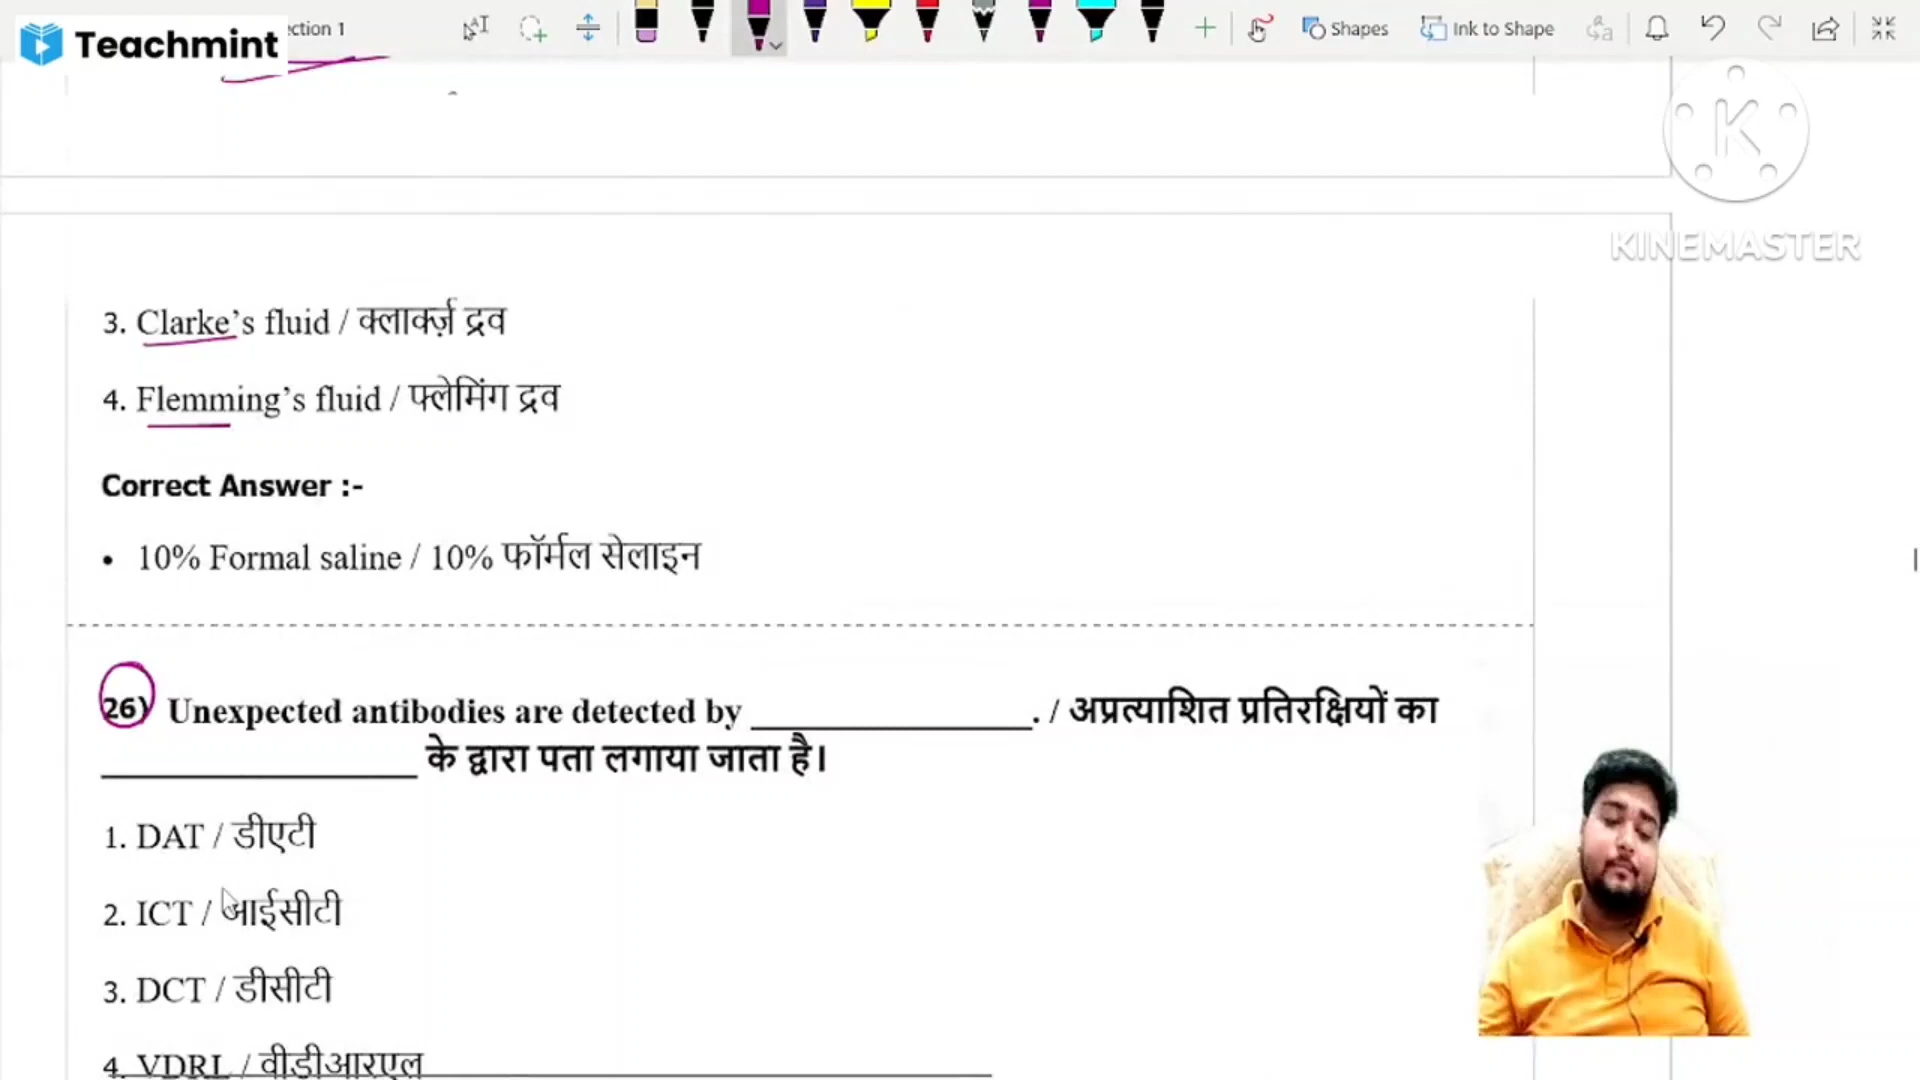 Teachmint
ection 1
Shapes
Ink to Shape
KINEMASTER
3. Clarke’s fluid / क्लार्क्ज़ द्रव
4. Flemming’s fluid / फ्लेमिंग द्रव
Correct Answer :-
• 10% Formal saline / 10% फॉर्मल सेलाइन
26) Unexpected antibodies are detected by ________________. / अप्रत्याशित प्रतिरक्षियों का
__________________ के द्वारा पता लगाया जाता है।
1. DAT / डीएटी
2. ICT / आईसीटी
3. DCT / डीसीटी
4. VDRL / वीडीआरएल